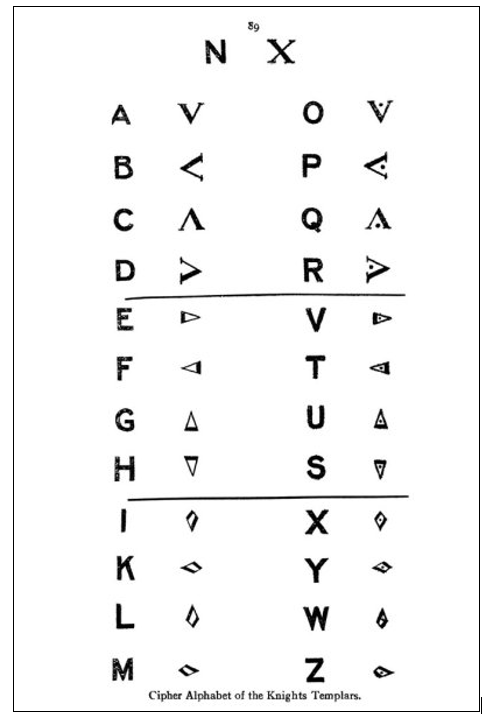 89
N X
A V O
B < P
C Λ Q
D > R
E ▷ V
F ◁ T
G △ U
H ▽ S
I X
K Y
L W
M Z
Cipher Alphabet of the Knights Templars.